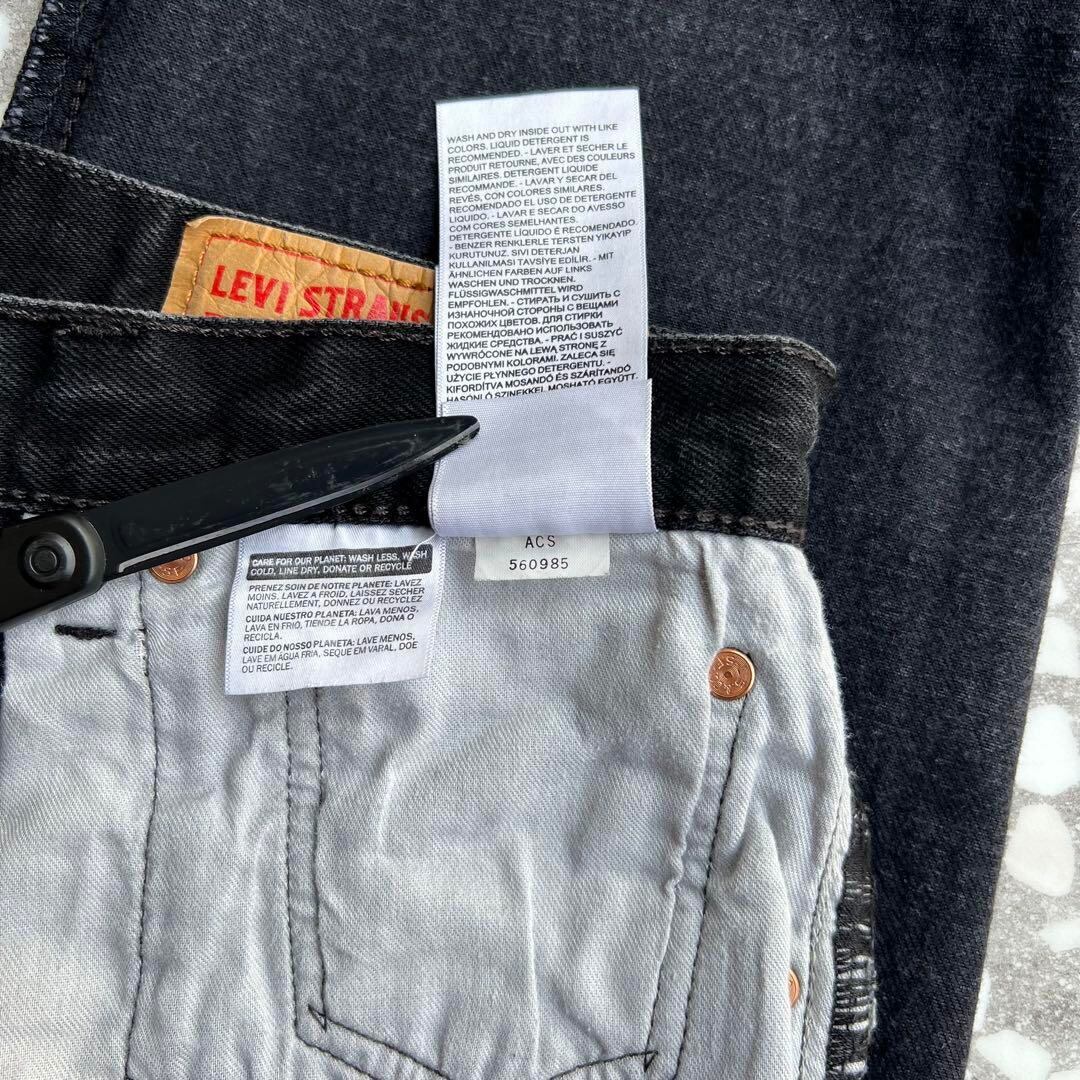 WASH AND DRY INSIDE OUT WITH LIKE
COLORS. LIQUID DETERGENT IS
RECOMMENDED. - LAVER ET SECHER LE
PRODUIT RETOURNE, AVEC DES COULEURS
SIMILAIRES. DETERGENT LIQUIDE
RECOMMANDE. - LAVAR Y SECAR DEL
REVÉS, CON COLORES SIMILARES.
RECOMENDADO EL USO DE DETERGENTE
LIQUIDO. - LAVAR E SECAR DO AVESSO
COM CORES SEMELHANTES.
DETERGENTE LÍQUIDO É RECOMENDADO.
- BENZER RENKLERLE TERSTEN YIKAYIP
KURUTUNUZ. SIVI DETERJAN
KULLANILMASI TAVSİYE EDİLİR. - MIT
ÄHNLICHEN FARBEN AUF LINKS
WASCHEN UND TROCKNEN.
FLÜSSIGWASCHMITTEL WIRD
EMPFOHLEN. - СТИРАТЬ И СУШИТЬ С
ИЗНАНОЧНОЙ СТОРОНЫ С ВЕЩАМИ
ПОХОЖИХ ЦВЕТОВ. ДЛЯ СТИРКИ
РЕКОМЕНДОВАНО ИСПОЛЬЗОВАТЬ
ЖИДКИЕ СРЕДСТВА. - PRAĆ I SUSZYĆ
WYWRÓCONE NA LEWĄ STRONĘ Z
PODOBNYMI KOLORAMI. ZALECA SIĘ
UŻYCIE PŁYNNEGO DETERGENTU. -
KIFORDÍTVA MOSANDÓ ÉS SZÁRÍTANDÓ
HASONLÓ SZINEKKEL MOSHATÓ EGYÜTT.
LEVI STRAUSS
ACS
560985
CARE FOR OUR PLANET: WASH LESS, WASH
COLD, LINE DRY, DONATE OR RECYCLE
PRENEZ SOIN DE NOTRE PLANETE: LAVEZ
MOINS, LAVEZ A FROID, LAISSEZ SECHER
NATURELLEMENT, DONNEZ OU RECYCLEZ
CUIDA NUESTRO PLANETA: LAVA MENOS,
LAVA EN FRIO, TIENDE LA ROPA, DONA O
RECICLA.
CUIDE DO NOSSO PLANETA: LAVE MENOS,
LAVE EM ÁGUA FRIA, SEQUE EM VARAL, DOE
OU RECICLE.